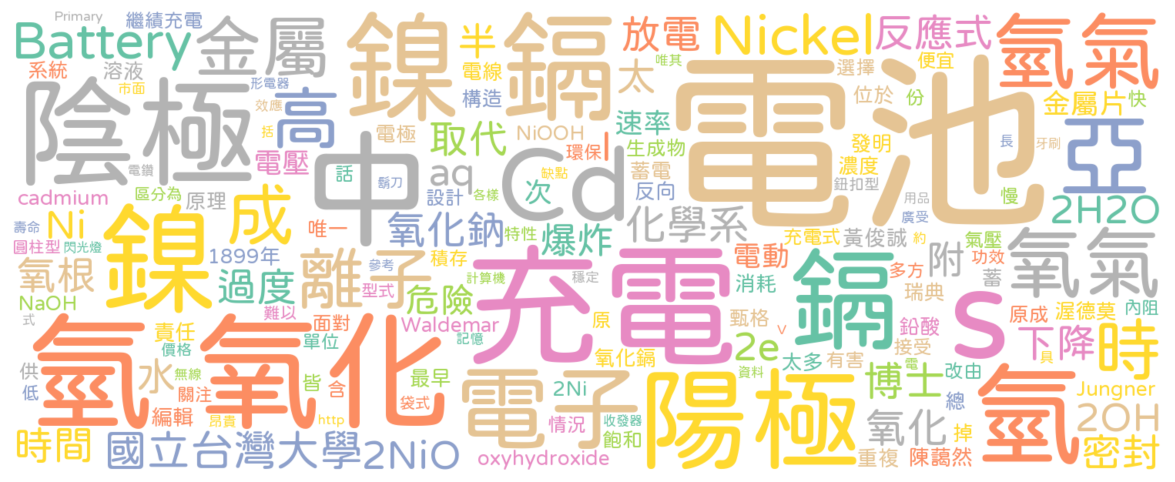 Primary 繼續充電
Battery 金屬 鎳鎘 半 放電 Nickel 反應式 氫氣
系統 溶液 市面 形電器 電線 唯其 太 選擇 便宜
陰極 高 效應 構造 電池 位於 份 金屬片 快
電極 取代 NiOOH 速率 生成物 發明 亞
電鑽 電壓 括 中 環保 Cd 蓄電 濃度 長 牙刷
cadmium 區分為 話 鬍刀 aq 設計 缺點 次 反向 鈕扣型 慢 用品
壽命 Ni 鎳 成 原理 唯一 氧化鈉 特性 爆炸 化學系 廣受 2H2O
圓柱型 閃光燈 1899年 離子 參考 積存 充電式 黃俊誠 約 氣壓 氧氣
氧根 過度 計算機 穩定 電動 鎘 多方 附 功效
NaOH 難以 型式 危險 充電 消耗 瑞典 蓄 S 渥德莫 內阻
式 氫氧化 責任 面對 Waldemar 記憶 原 甄格 v 鉛酸 原成 下降 時
單位 2e 接受 具
價格 氧化鎘 太多 有害
供 水 無線 關注 皆 含 最早 電子 2Ni 資料 陽極 電 博士 改由 氫 Jungner
低 編輯 袋式 總
品貴 http 情況 收發器 氧化 掉 2OH
時間 國立台灣大學 2NiO 飽和 密封
oxyhydroxide 重複 陳藹然